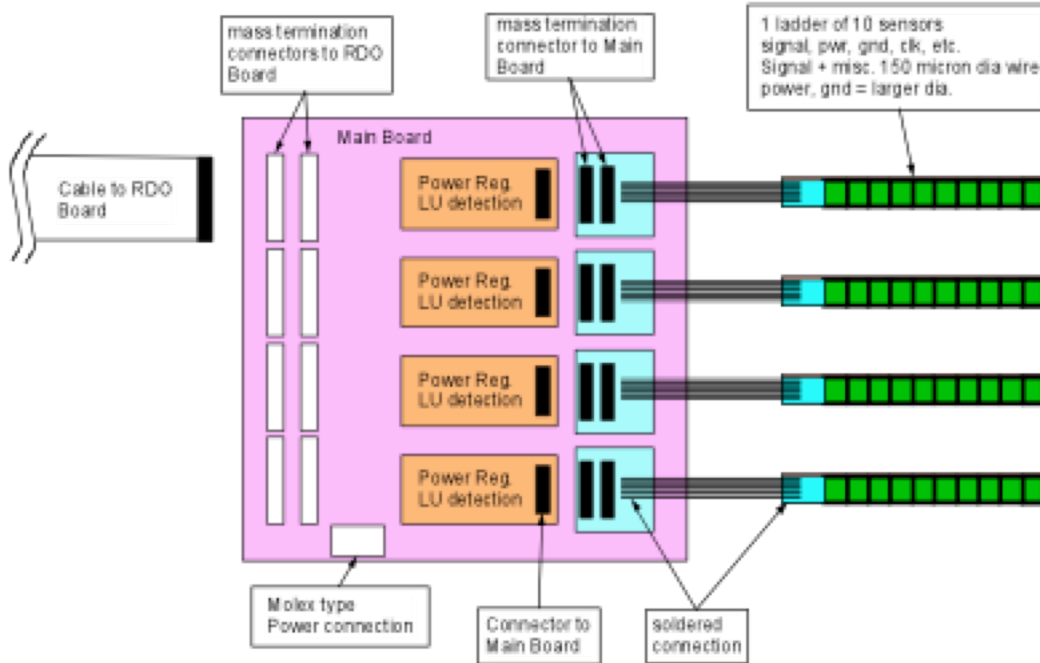 mass termination
connectors to RDO
Board
mass termination
connector to Main
Board
1 ladder of 10 sensors
signal, pwr, gnd, clk, etc.
Signal + misc. 150 micron dia wire
power, gnd = larger dia.
Main Board
Cable to RDO
Board
Power Reg.
LU detection
Power Reg.
LU detection
Power Reg.
LU detection
Power Reg.
LU detection
Molex type
Power connection
Connector to
Main Board
soldered
connection